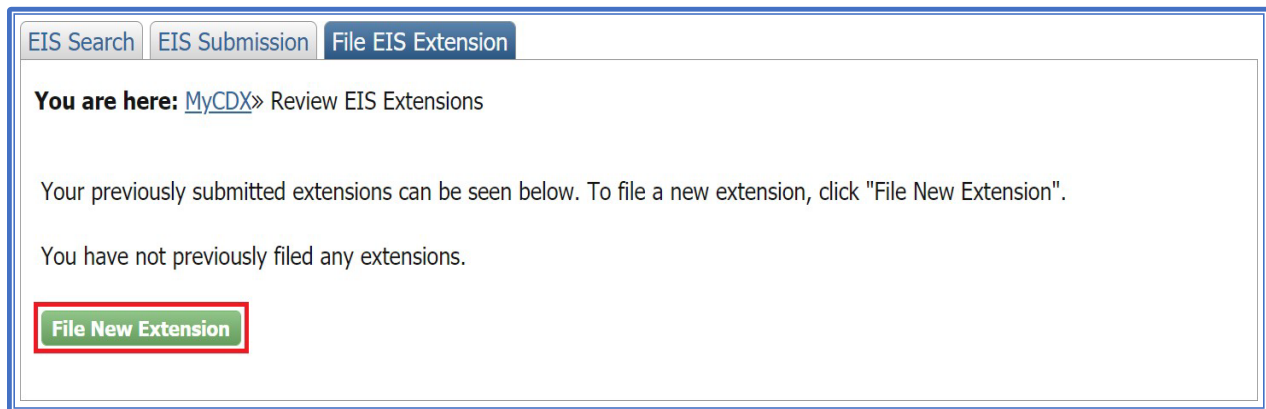 EIS Search EIS Submission File EIS Extension
You are here: MyCDX» Review EIS Extensions
Your previously submitted extensions can be seen below. To file a new extension, click "File New Extension".
You have not previously filed any extensions.
File New Extension